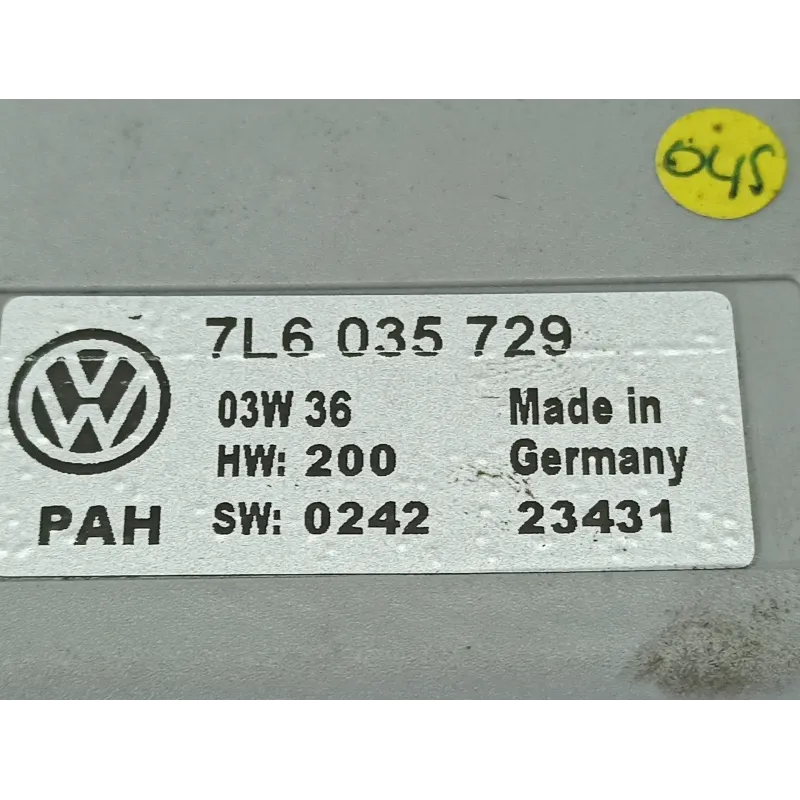 045
7L6 035 729
03W 36 Made in
HW: 200 Germany
PAH SW: 0242 23431